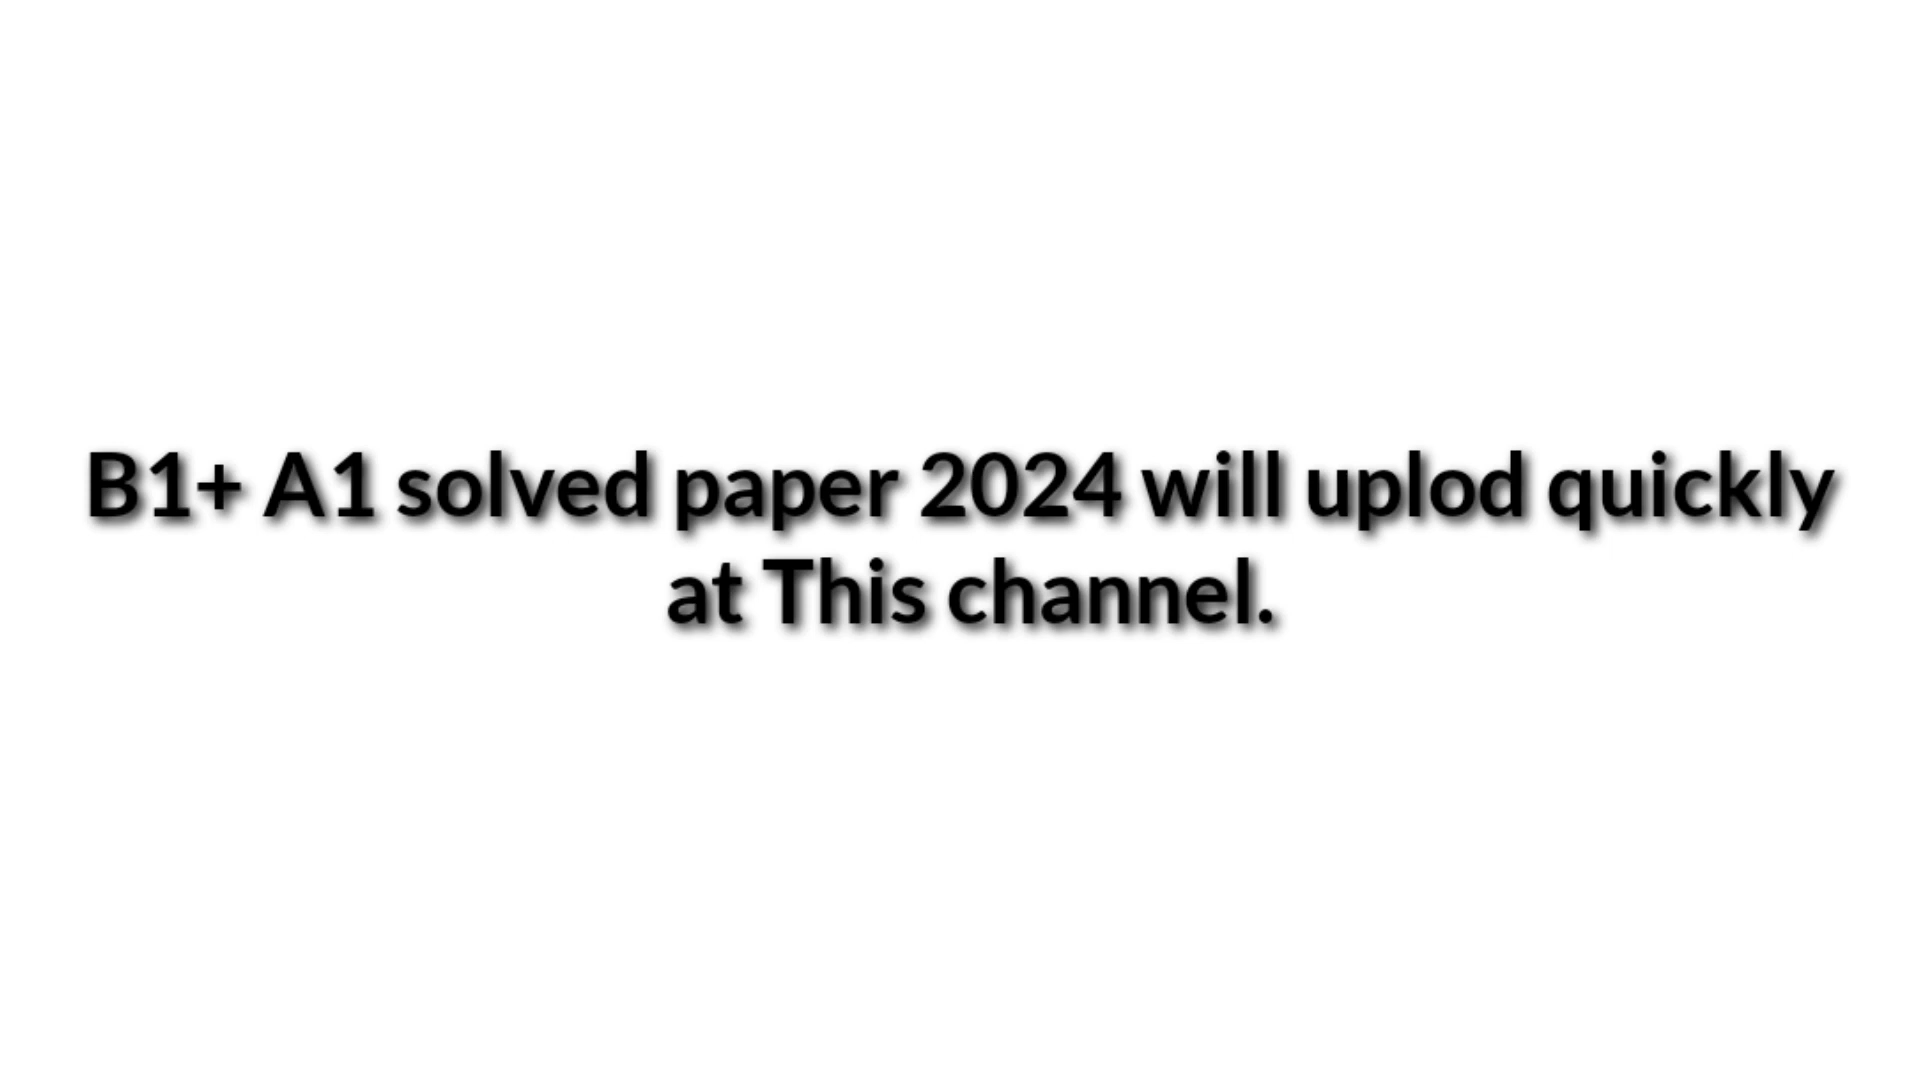 B1+ A1 solved paper 2024 will uplod quickly
at This channel.